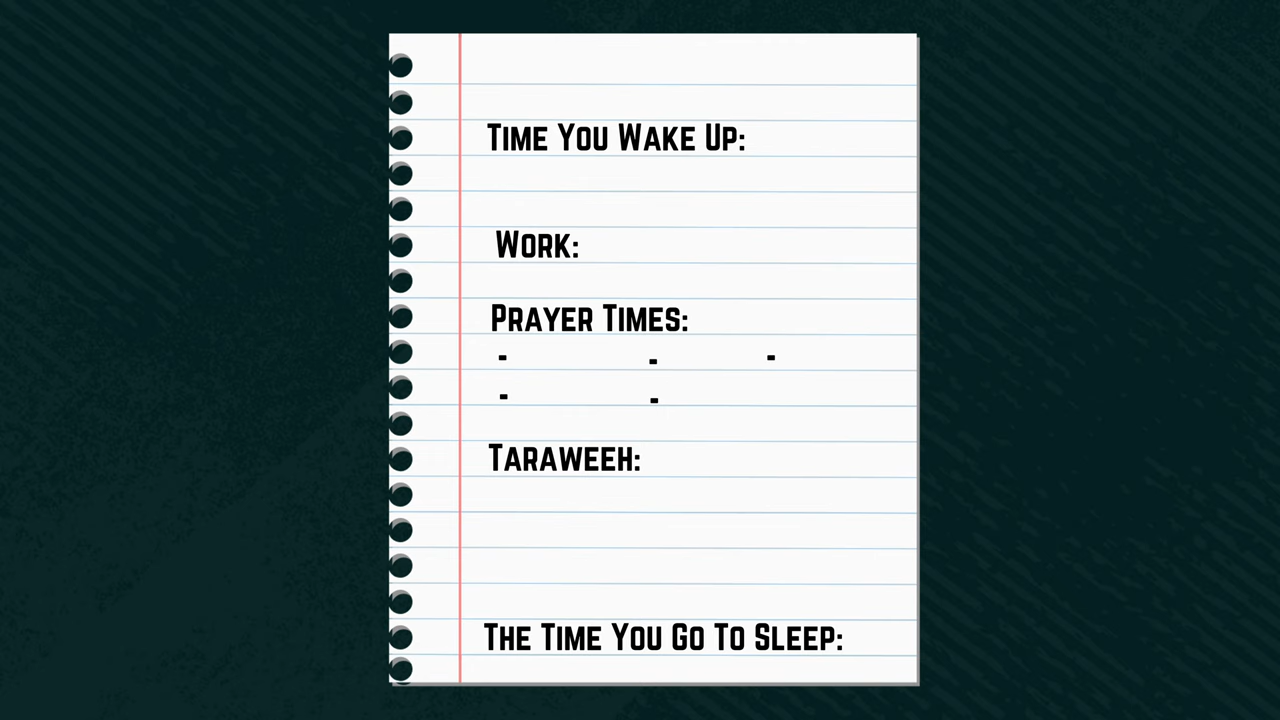 Time You Wake Up:
Work:
Prayer Times:
- - -
- -
Taraweeh:
The Time You Go To Sleep: